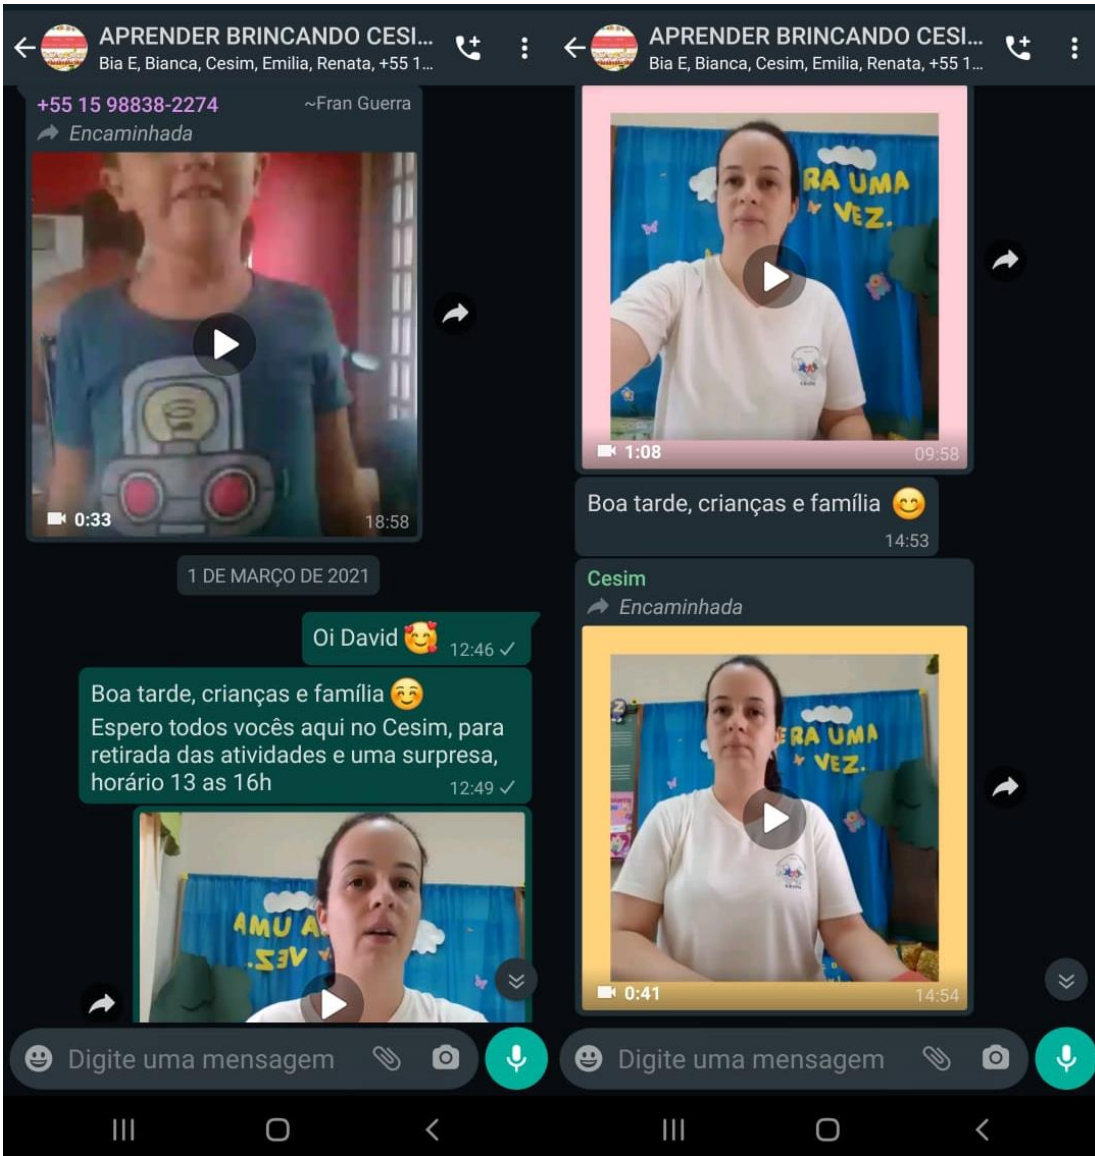 APRENDER BRINCANDO CESI...
Bia E, Bianca, Cesim, Emilia, Renata, +55 1...
+55 15 98838-2274 ~Fran Guerra
Encaminhada
0:33 18:58
1 DE MARÇO DE 2021
Oi David 🥰 12:46
Boa tarde, crianças e família ☺️
Espero todos vocês aqui no Cesim, para
retirada das atividades e uma surpresa,
horário 13 as 16h 12:49
AMU A
VEZ.
Digite uma mensagem
APRENDER BRINCANDO CESI...
Bia E, Bianca, Cesim, Emilia, Renata, +55 1...
RA UMA
VEZ.
1:08 09:58
Boa tarde, crianças e família 😊
14:53
Cesim
Encaminhada
ERA UMA
VEZ.
0:41 14:54
Digite uma mensagem